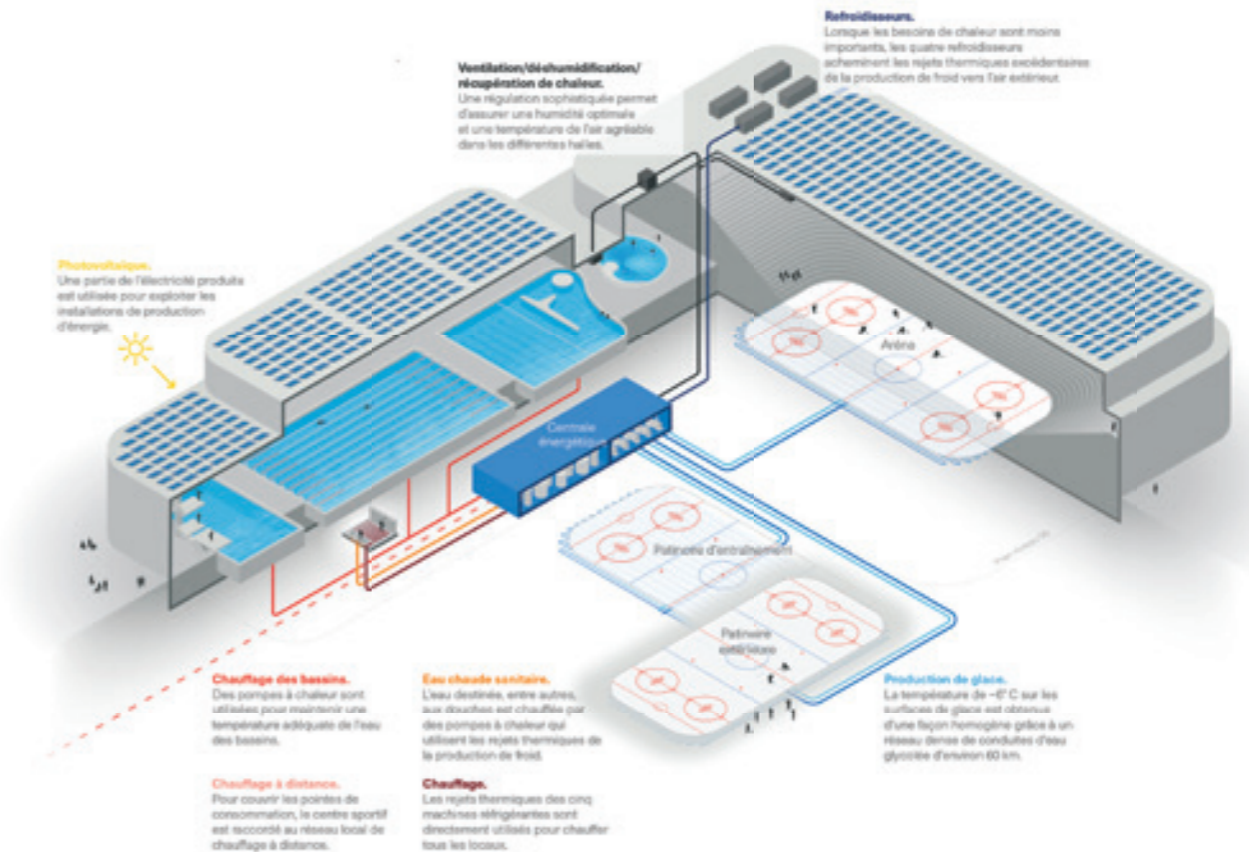 Refroidisseurs.
Lorsque les besoins de chaleur sont moins
importants, les quatre refroidisseurs
acheminent les rejets thermiques excédentaires
de la production de froid vers l'air extérieur.
Ventilation/déshumidification/
récupération de chaleur.
Une régulation sophistiquée permet
d'assurer une humidité optimale
et une température de l'air agréable
dans les différentes halles.
Photovoltaïque.
Une partie de l'électricité produite
est utilisée pour exploiter les
installations de production
d'énergie.
Aréna
Centrale
énergétique
Patinoire d'entraînement
Patinoire
extérieure
Chauffage des bassins.
Des pompes à chaleur sont
utilisées pour maintenir une
température adéquate de l'eau
des bassins.
Eau chaude sanitaire.
L'eau destinée, entre autres,
aux douches est chauffée par
des pompes à chaleur qui
utilisent les rejets thermiques de
la production de froid.
Production de glace.
La température de –6° C sur les
surfaces de glace est obtenue
d'une façon homogène grâce à un
réseau dense de conduites d'eau
glycolée d'environ 60 km.
Chauffage à distance.
Pour couvrir les pointes de
consommation, le centre sportif
est raccordé au réseau local de
chauffage à distance.
Chauffage.
Les rejets thermiques des cinq
machines réfrigérantes sont
directement utilisés pour chauffer
tous les locaux.